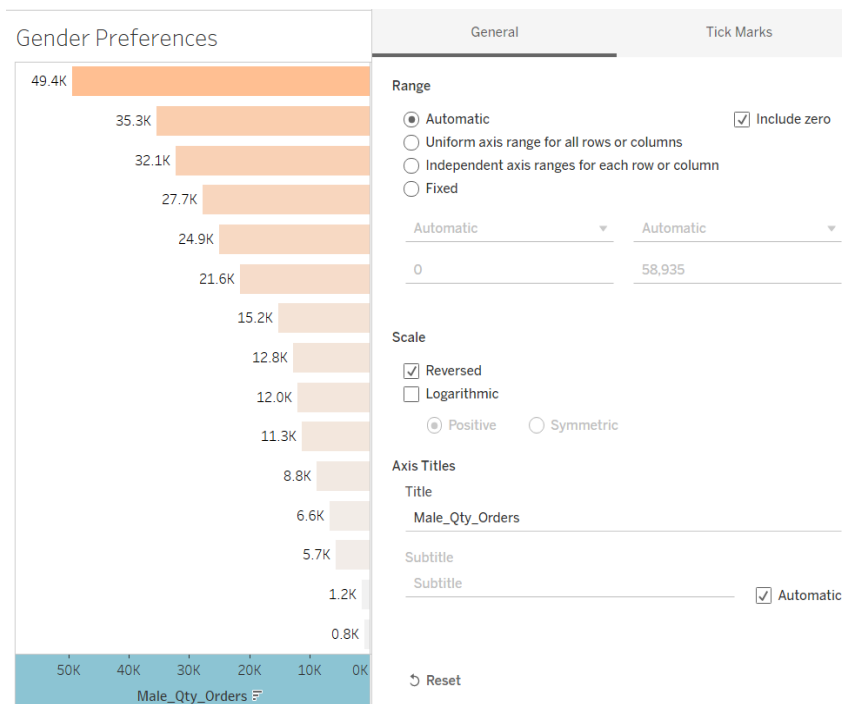 Gender Preferences
49.4K
35.3K
32.1K
27.7K
24.9K
21.6K
15.2K
12.8K
12.0K
11.3K
8.8K
6.6K
5.7K
1.2K
0.8K
50K 40K 30K 20K 10K 0K
Male_Qty_Orders
General Tick Marks
Range
Automatic Include zero
Uniform axis range for all rows or columns
Independent axis ranges for each row or column
Fixed
Automatic Automatic
0 58,935
Scale
Reversed
Logarithmic
Positive Symmetric
Axis Titles
Title
Male_Qty_Orders
Subtitle
Subtitle Automatic
Reset